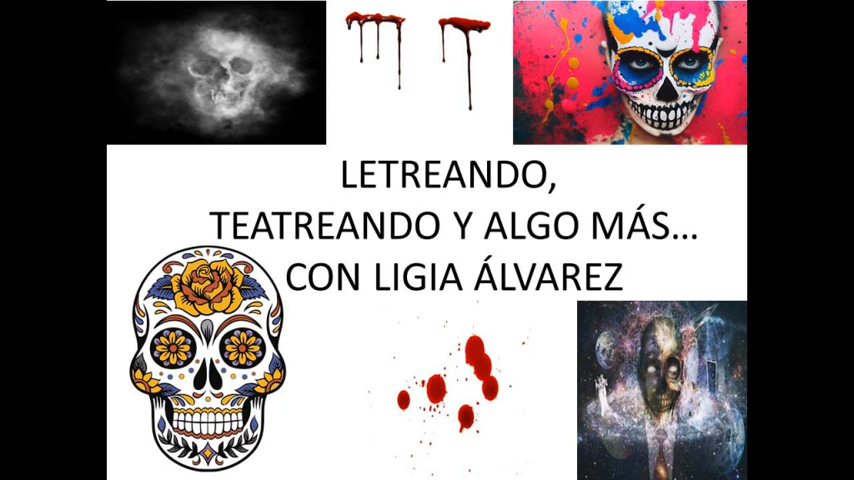 LETREANDO,
TEATREANDO Y ALGO MÁS...
CON LIGIA ÁLVAREZ